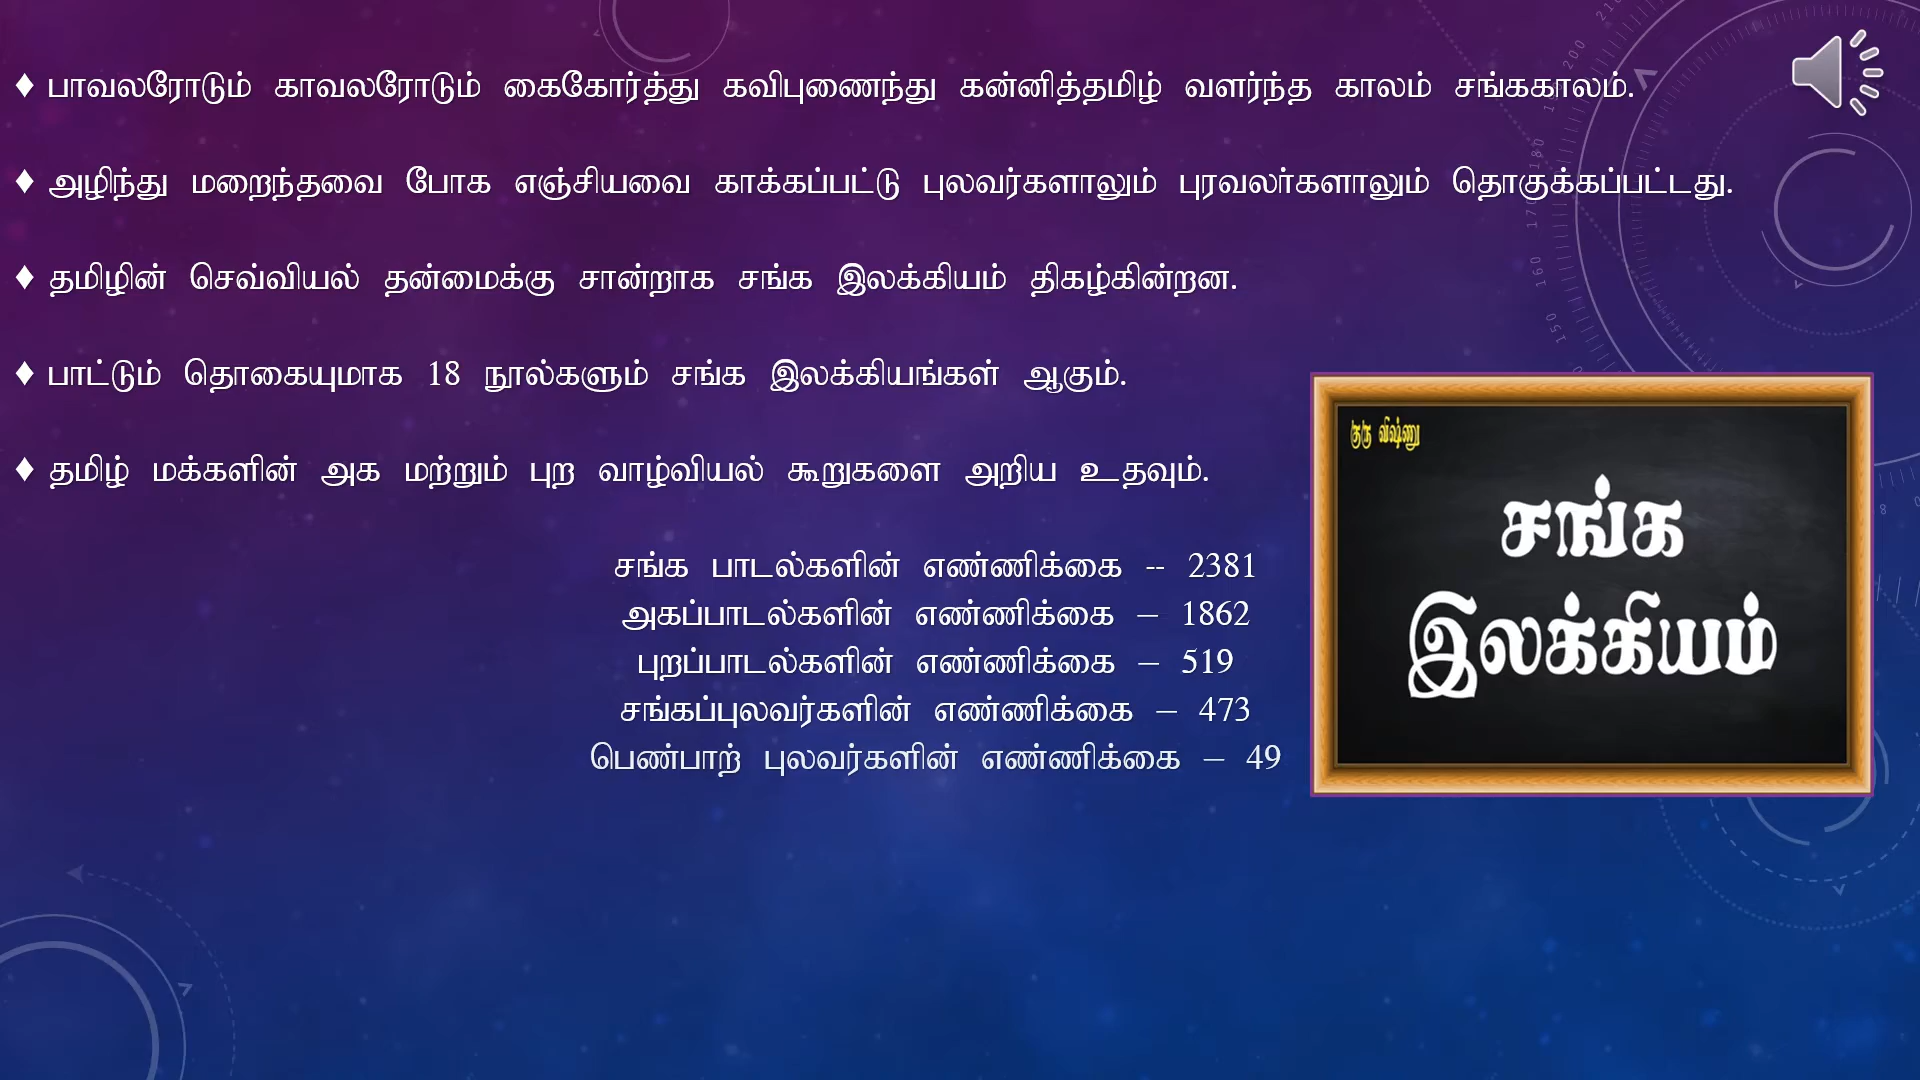 ♦ பாவலரோடும் காவலரோடும் கைகோர்த்து கவிபுணைந்து கன்னித்தமிழ் வளர்ந்த காலம் சங்ககாலம்.
♦ அழிந்து மறைந்தவை போக எஞ்சியவை காக்கப்பட்டு புலவர்களாலும் புரவலர்களாலும் தொகுக்கப்பட்டது.
♦ தமிழின் செவ்வியல் தன்மைக்கு சான்றாக சங்க இலக்கியம் திகழ்கின்றன.
♦ பாட்டும் தொகையுமாக 18 நூல்களும் சங்க இலக்கியங்கள் ஆகும்.
♦ தமிழ் மக்களின் அக மற்றும் புற வாழ்வியல் கூறுகளை அறிய உதவும்.
சங்க பாடல்களின் எண்ணிக்கை -- 2381
அகப்பாடல்களின் எண்ணிக்கை – 1862
புறப்பாடல்களின் எண்ணிக்கை – 519
சங்கப்புலவர்களின் எண்ணிக்கை – 473
பெண்பாற் புலவர்களின் எண்ணிக்கை – 49
குரு விஷ்ணு
சங்க
இலக்கியம்